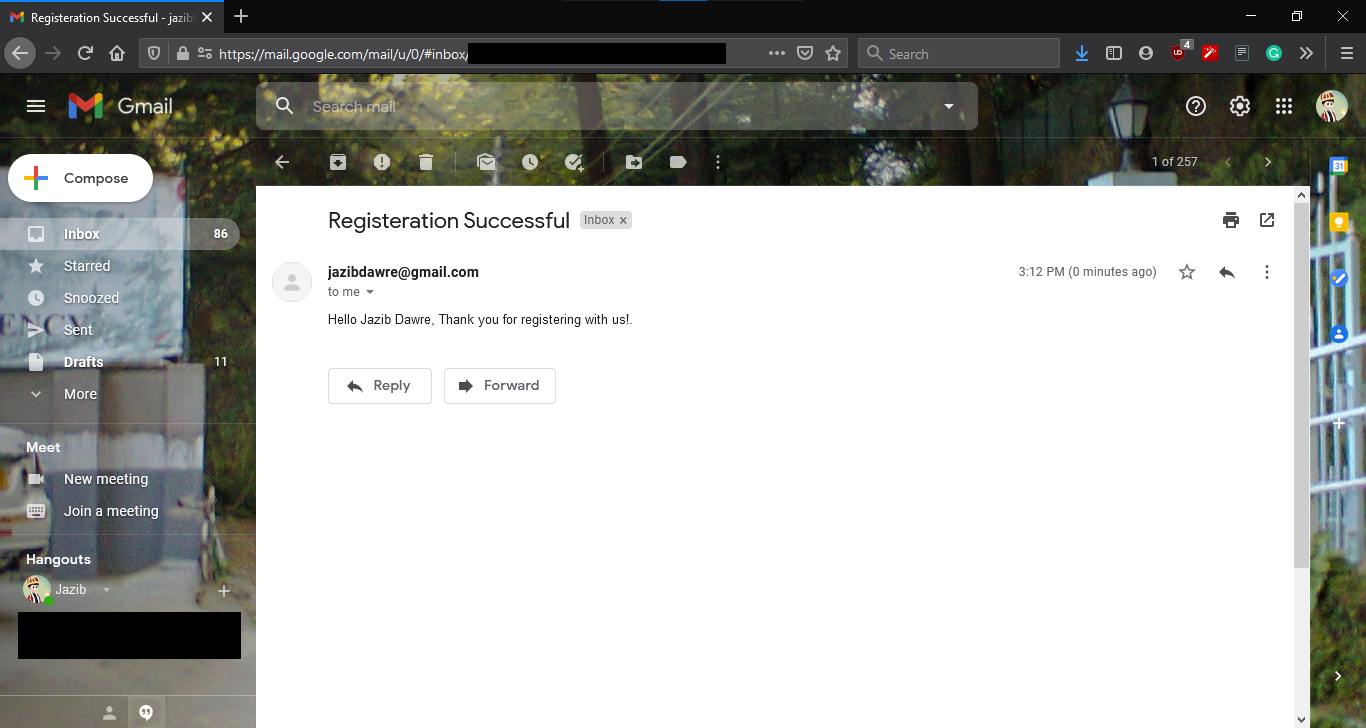 Registeration Successful - jazib
https://mail.google.com/mail/u/0/#inbox/
Search
4
Gmail
Search mail
1 of 257
31
Compose
Inbox 86
Starred
Snoozed
Sent
Drafts 11
More
Meet
New meeting
Join a meeting
Hangouts
Jazib
Registeration Successful
Inbox ×
jazibdawre@gmail.com
3:12 PM (0 minutes ago)
to me
Hello Jazib Dawre, Thank you for registering with us!.
Reply
Forward